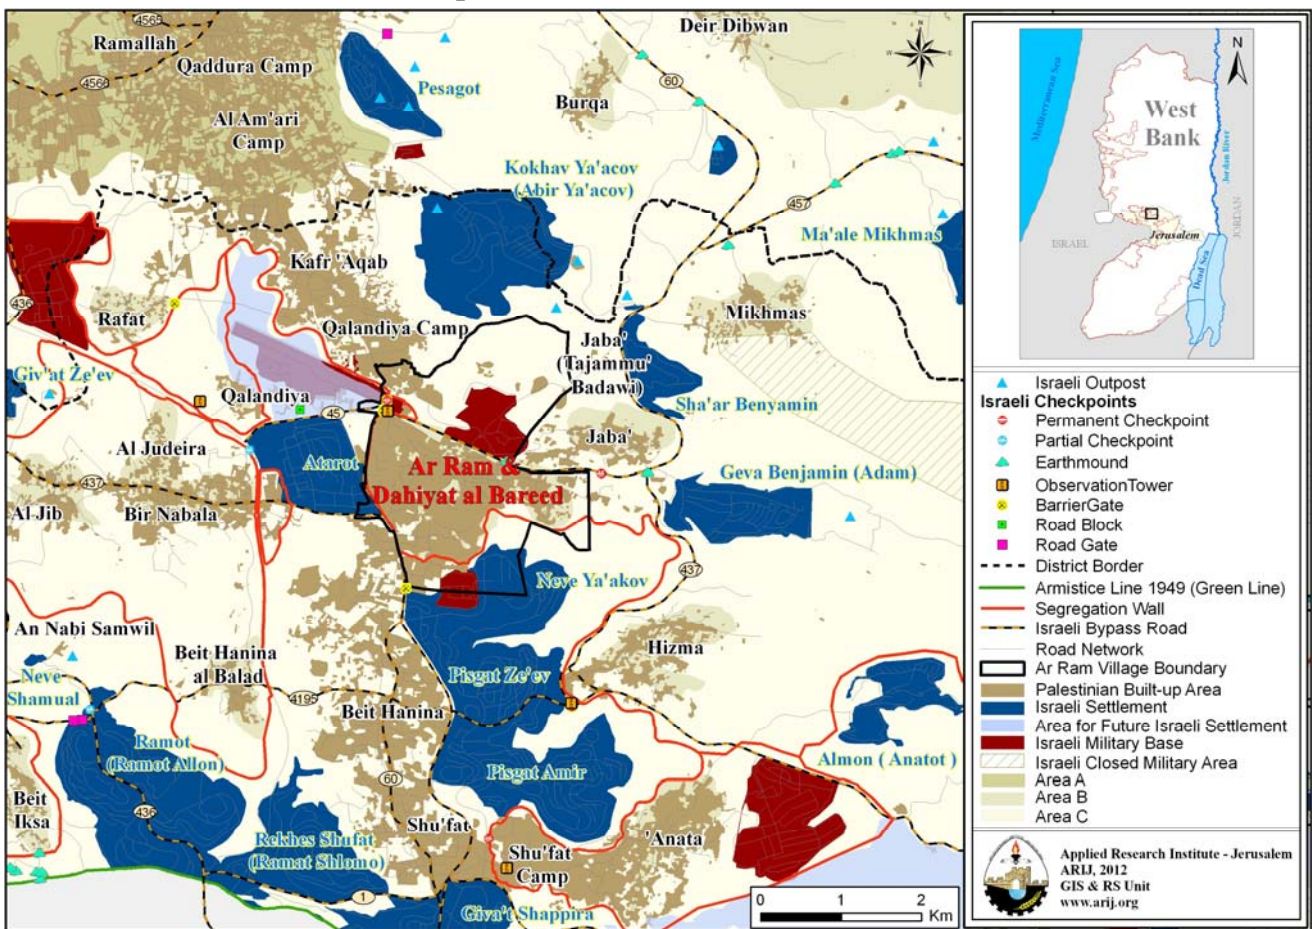 4565
Ramallah
Qaddura Camp
4566
Al Am'ari
Camp
Pesagot
Deir Dibwan
60
Burqa
Kokhav Ya'acov
(Abir Ya'acov)
457
Ma'ale Mikhmas
Kafr 'Aqab
436
Rafat
Qalandiya Camp
Mikhmas
Jaba'
(Tajammu'
Badawi)
Giv'at Ze'ev
Qalandiya
45
Sha'ar Benyamin
Al Judeira
Atarot
Jaba'
Ar Ram &
Dahiyat al Bareed
Geva Benjamin (Adam)
437
Al Jib
Bir Nabala
Neve Ya'akov
437
An Nabi Samwil
Beit Hanina
al Balad
Hizma
Neve
Shamual
Pisgat Ze'ev
4195
Beit Hanina
Ramot
(Ramot Allon)
Pisgat Amir
Almon ( Anatot )
60
Beit
Iksa
436
Rekhes Shufat
(Ramat Shlomo)
Shu'fat
'Anata
Shu'fat
Camp
1
Giva't Shappira
0 1 2
Km
N
W E
S
N
Mediterranean Sea
West
Bank
Jordan River
JORDAN
ISRAEL
Jerusalem
Dead Sea
Israeli Outpost
Israeli Checkpoints
Permanent Checkpoint
Partial Checkpoint
Earthmound
ObservationTower
BarrierGate
Road Block
Road Gate
District Border
Armistice Line 1949 (Green Line)
Segregation Wall
Israeli Bypass Road
Road Network
Ar Ram Village Boundary
Palestinian Built-up Area
Israeli Settlement
Area for Future Israeli Settlement
Israeli Military Base
Israeli Closed Military Area
Area A
Area B
Area C
Applied Research Institute - Jerusalem
ARIJ, 2012
GIS & RS Unit
www.arij.org